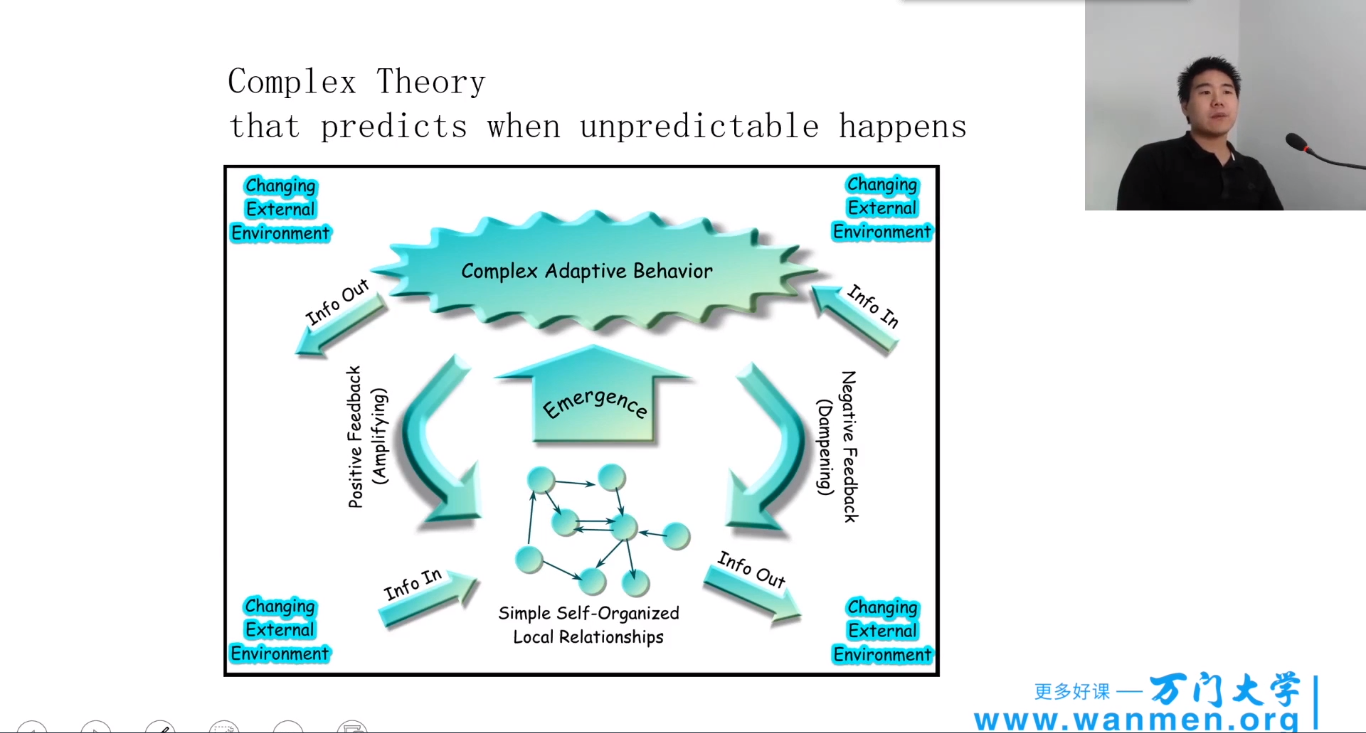 Complex Theory
that predicts when unpredictable happens
Changing
External
Environment
Changing
External
Environment
Complex Adaptive Behavior
Info Out
Info In
Positive Feedback
(Amplifying)
Emergence
Negative Feedback
(Dampening)
Info In
Info Out
Simple Self-Organized
Local Relationships
Changing
External
Environment
Changing
External
Environment
更多好课 — 万门大学
www.wanmen.org